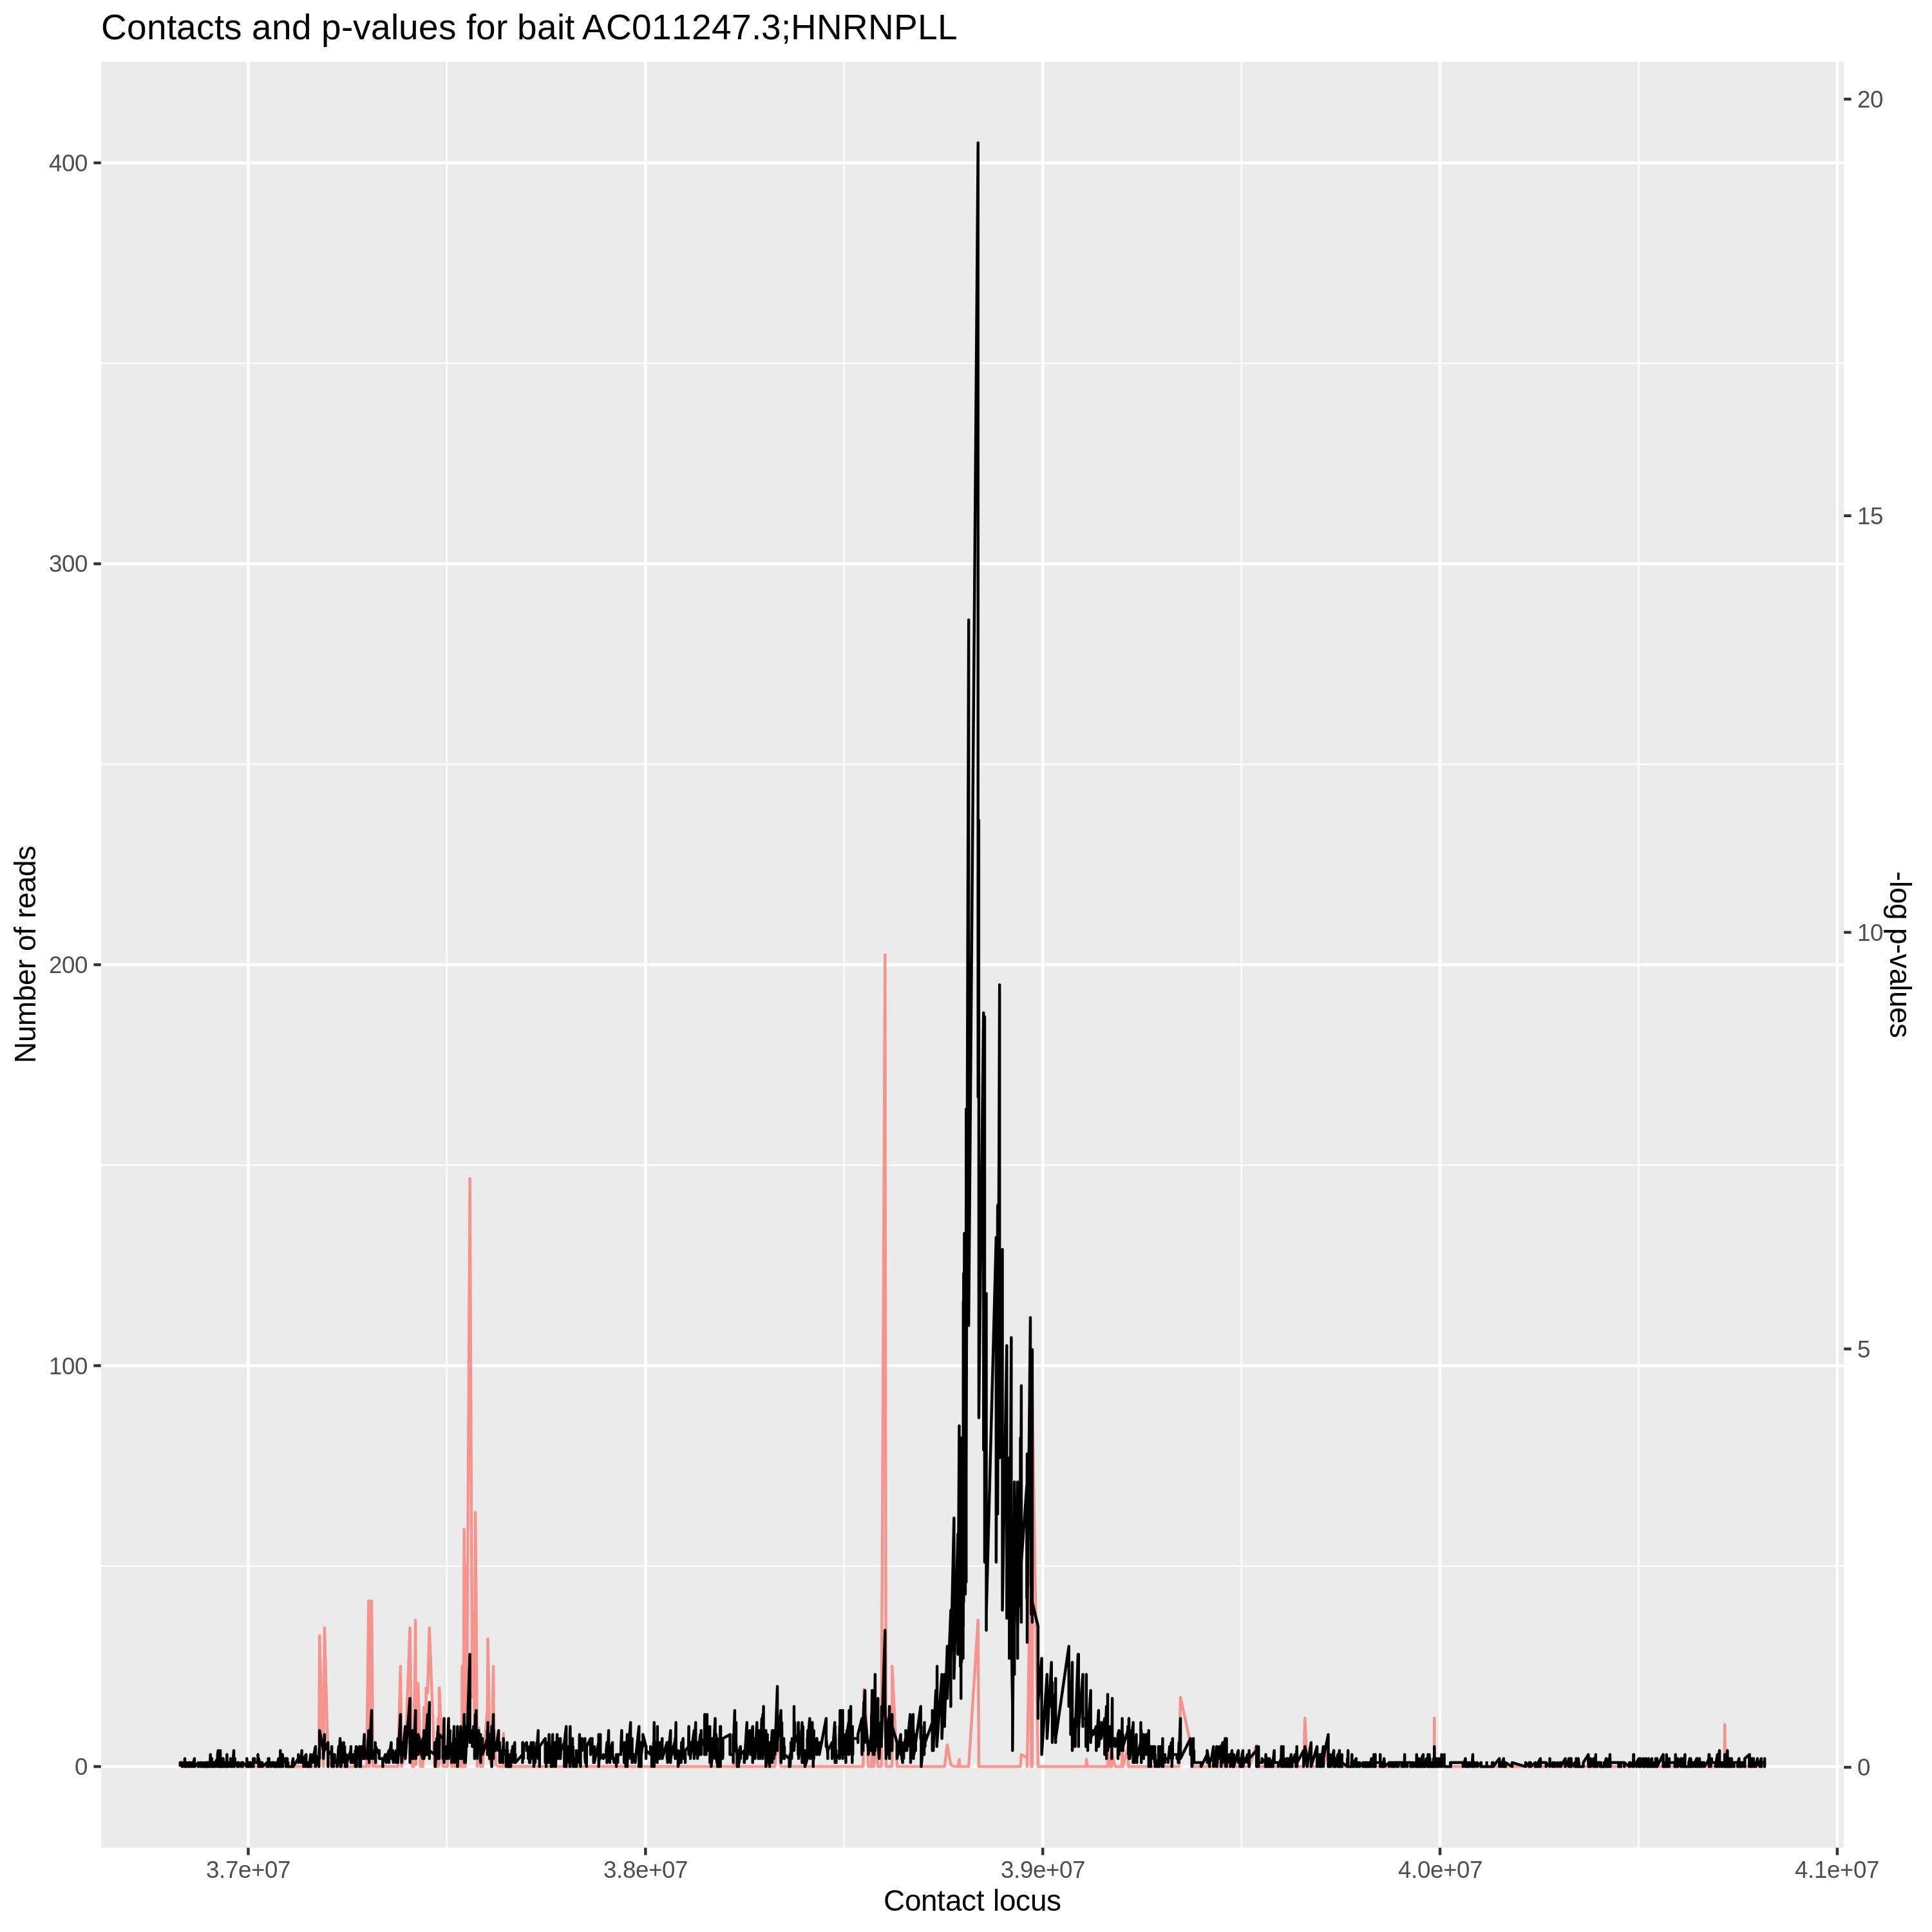 Contacts and p-values for bait AC011247.3;HNRNPLL
400
300
200
100
0
Number of reads
20
15
10
5
0
-log p-values
3.7e+07
3.8e+07
3.9e+07
4.0e+07
4.1e+07
Contact locus